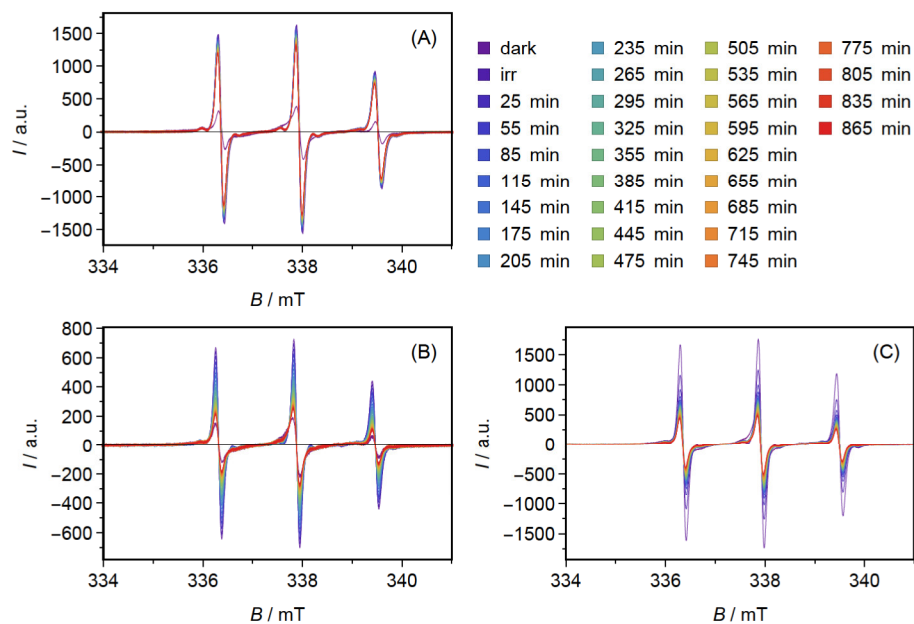 (A)
1500
1000
500
0
−500
−1000
−1500
I / a.u.
334 336 338 340
B / mT
dark 235 min 505 min 775 min
irr 265 min 535 min 805 min
25 min 295 min 565 min 835 min
55 min 325 min 595 min 865 min
85 min 355 min 625 min
115 min 385 min 655 min
145 min 415 min 685 min
175 min 445 min 715 min
205 min 475 min 745 min
(B)
800
600
400
200
0
−200
−400
−600
I / a.u.
334 336 338 340
B / mT
(C)
1500
1000
500
0
−500
−1000
−1500
I / a.u.
334 336 338 340
B / mT